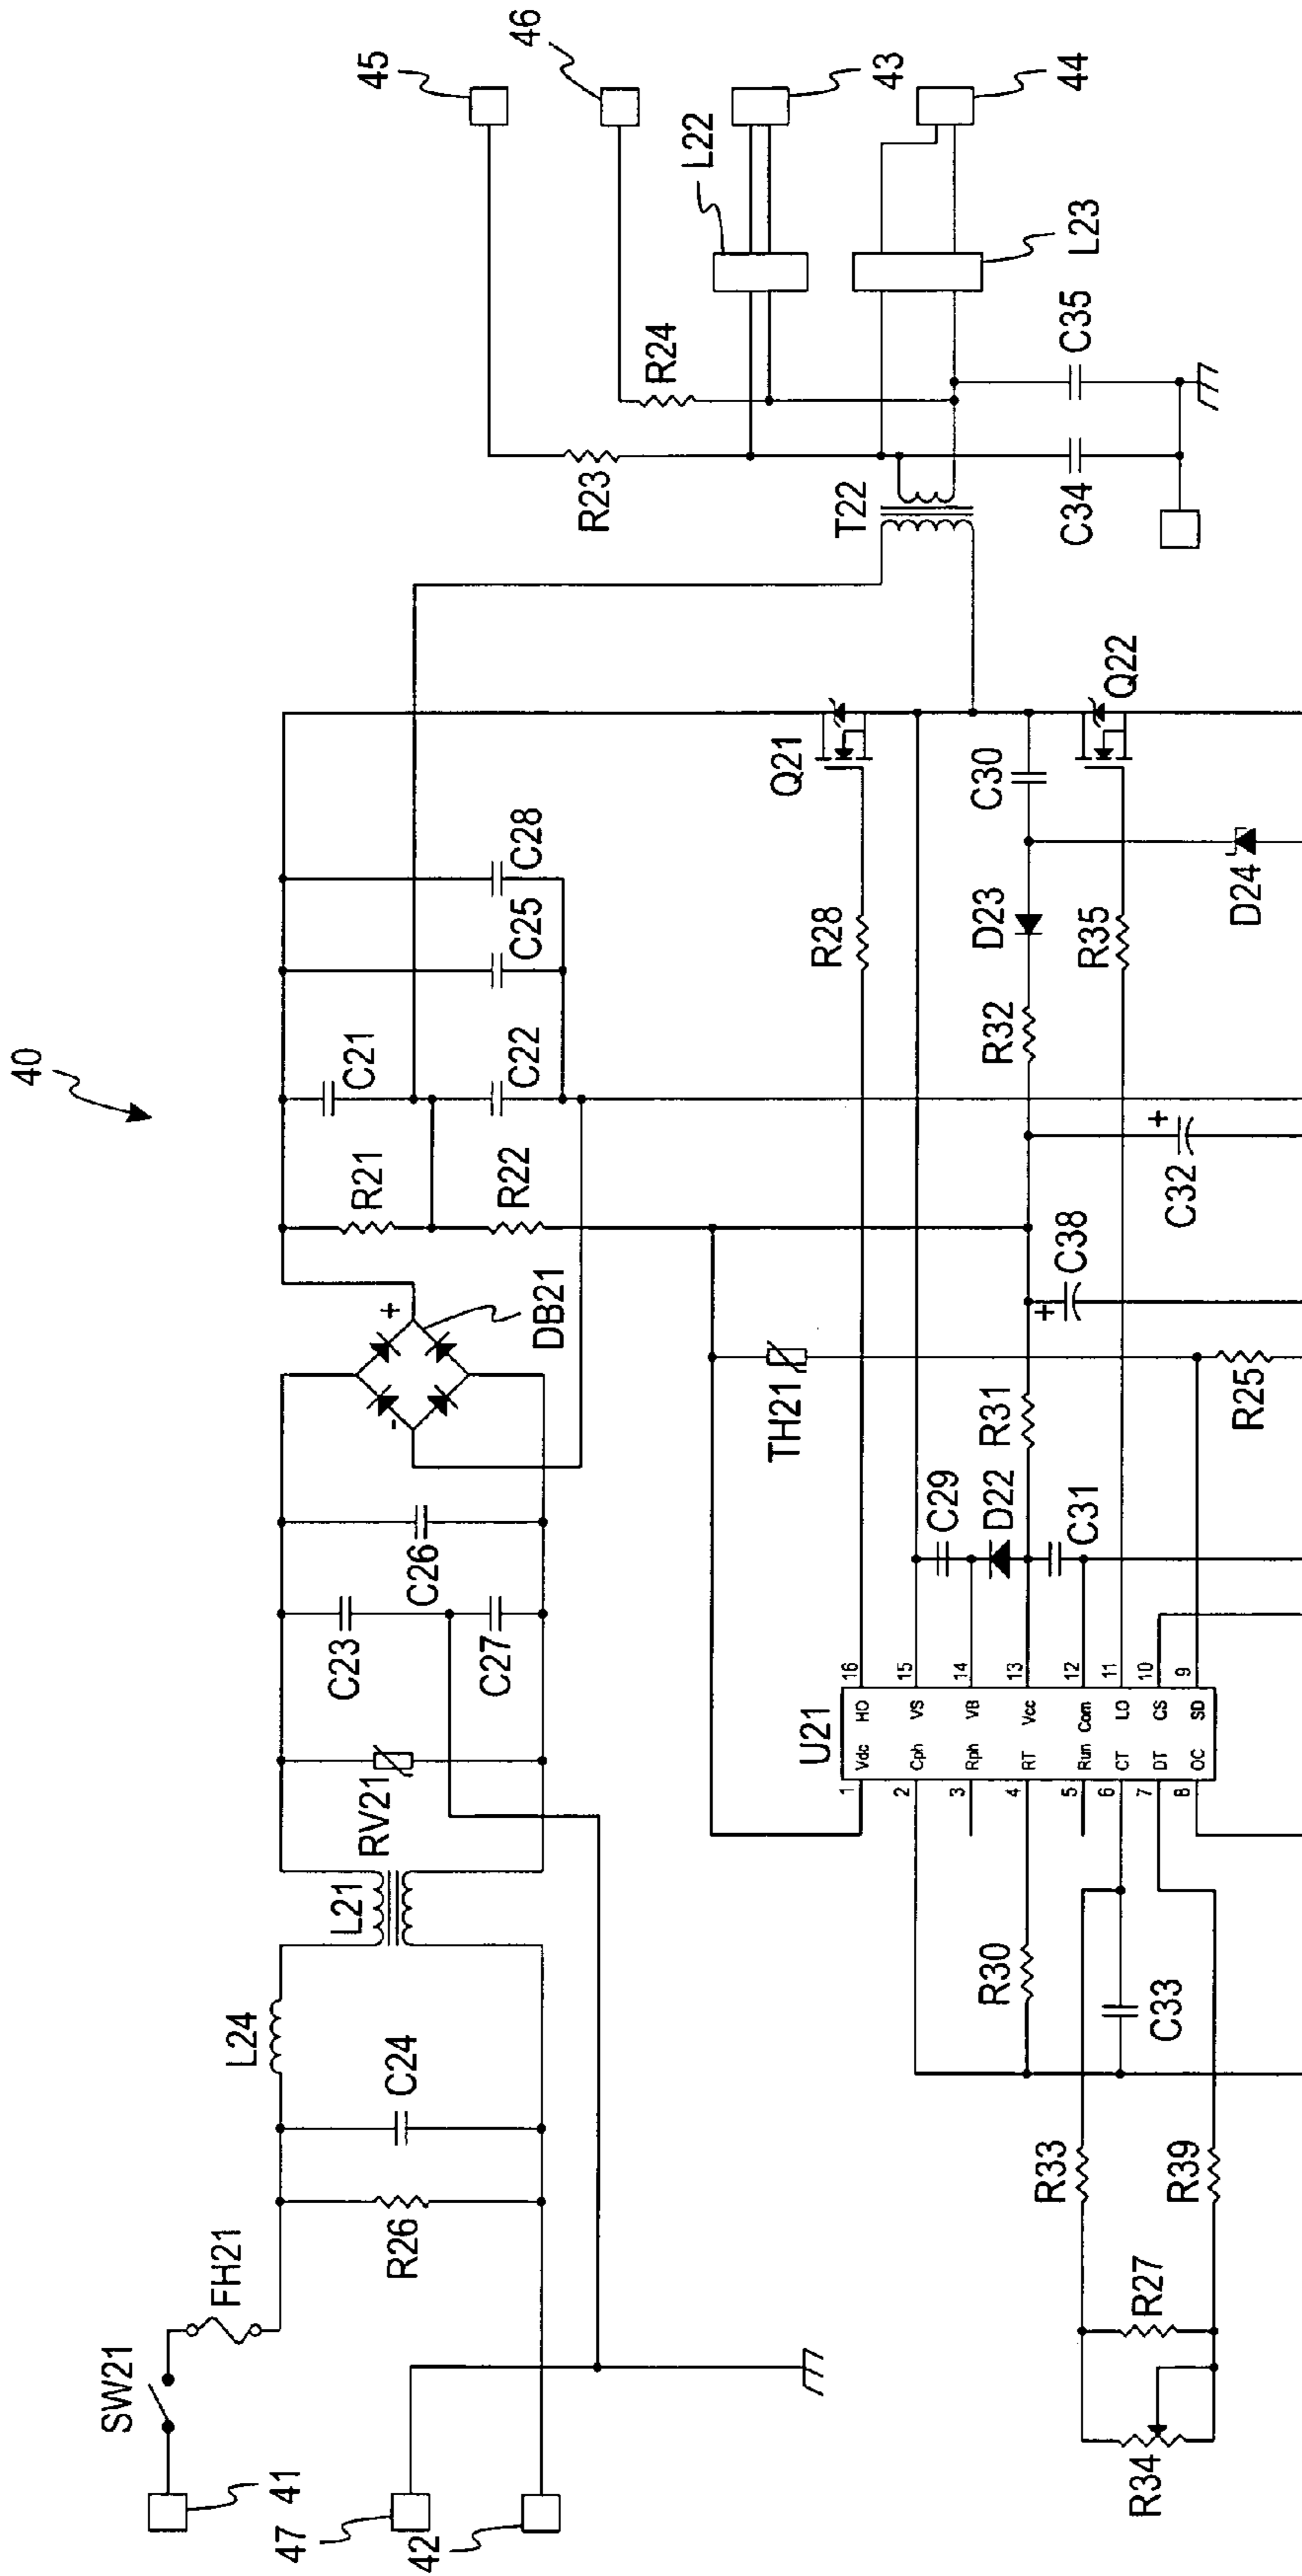 40
SW21
FH21
41
47
42
R26
C24
L24
L21
RV21
C23
C27
C26
DB21
+
-
R21
R22
C21
C22
C25
C28
45
46
43
44
L22
L23
R23
R24
T22
C34
C35
Q21
Q22
R28
C30
D23
R32
R35
D24
C32
+
C38
+
TH21
R25
R31
C29
D22
C31
U21
1 Vdc HO 16
2 Cph VS 15
3 Rph VB 14
4 RT Vcc 13
5 Run Com 12
6 CT LO 11
7 DT CS 10
8 OC SD 9
R30
C33
R33
R39
R27
R34